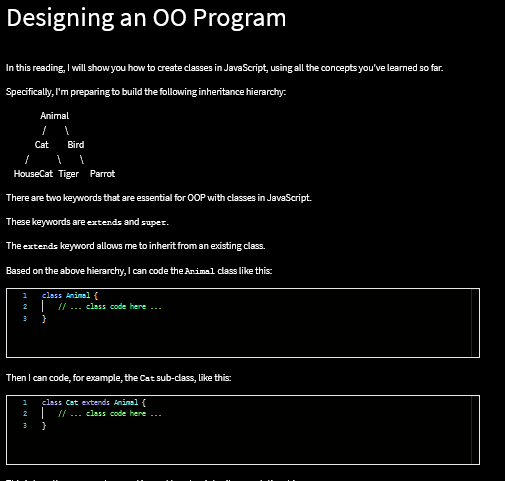 Designing an OO Program
In this reading, I will show you how to create classes in JavaScript, using all the concepts you've learned so far.
Specifically, I'm preparing to build the following inheritance hierarchy:
Animal
/ \
Cat Bird
/ \ \
HouseCat Tiger Parrot
There are two keywords that are essential for OOP with classes in JavaScript.
These keywords are extends and super.
The extends keyword allows me to inherit from an existing class.
Based on the above hierarchy, I can code the Animal class like this:
1 class Animal {
2 // ... class code here ...
3 }
Then I can code, for example, the Cat sub-class, like this:
1 class Cat extends Animal {
2 // ... class code here ...
3 }